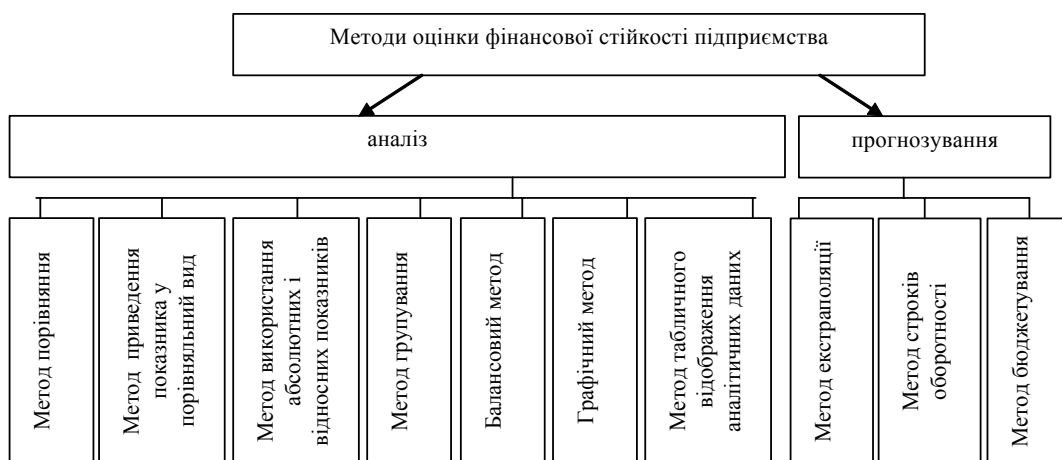 Методи оцінки фінансової стійкості підприємства
аналіз
прогнозування
Метод порівняння
Метод приведення
показника у
порівняльний вид
Метод використання
абсолютних і
відносних показників
Метод групування
Балансовий метод
Графічний метод
Метод табличного
відображення
аналітичних даних
Метод екстраполяції
Метод строків
оборотності
Метод бюджетування